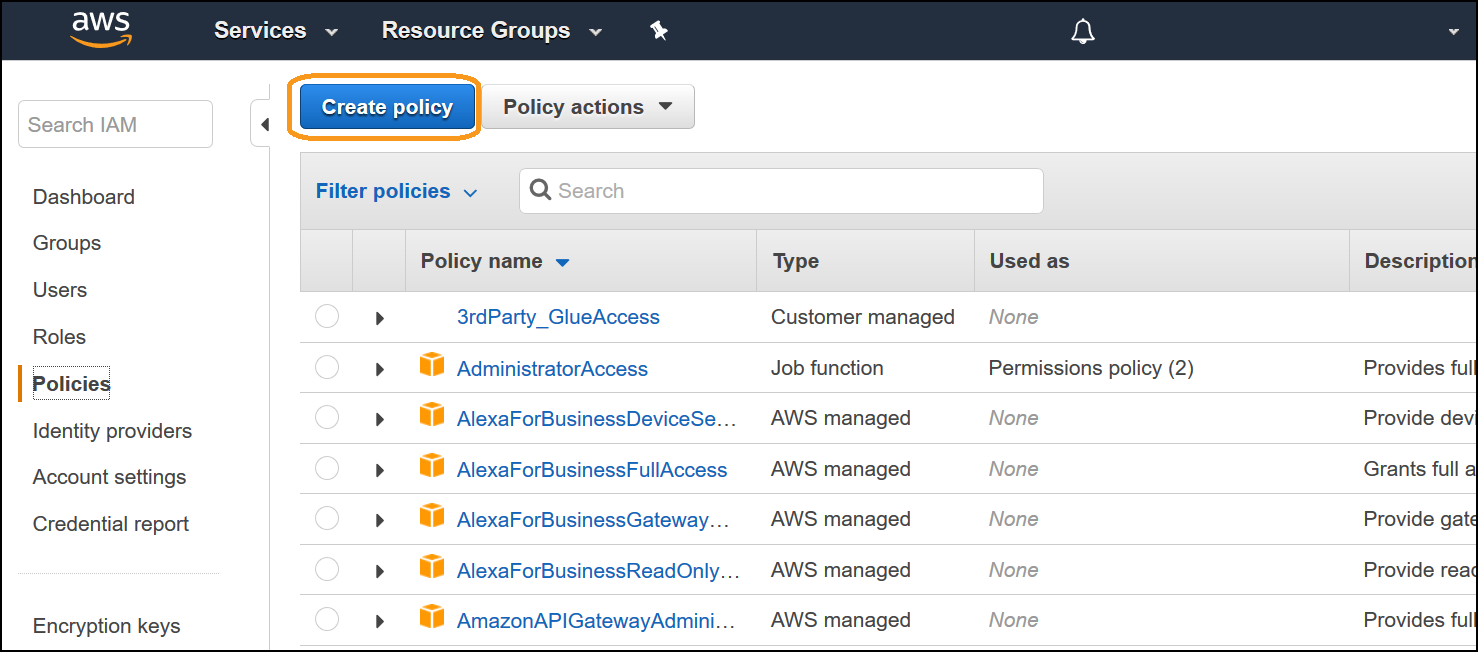 aws Services Resource Groups
Create policy Policy actions
Search IAM
Filter policies Search
Dashboard
Groups
Users
Roles
Policies
Identity providers
Account settings
Credential report
Encryption keys
Policy name Type Used as Description
3rdParty_GlueAccess Customer managed None
AdministratorAccess Job function Permissions policy (2) Provides full
AlexaForBusinessDeviceSe... AWS managed None Provide devi
AlexaForBusinessFullAccess AWS managed None Grants full a
AlexaForBusinessGateway... AWS managed None Provide gate
AlexaForBusinessReadOnly... AWS managed None Provide read
AmazonAPIGatewayAdmini... AWS managed None Provides full